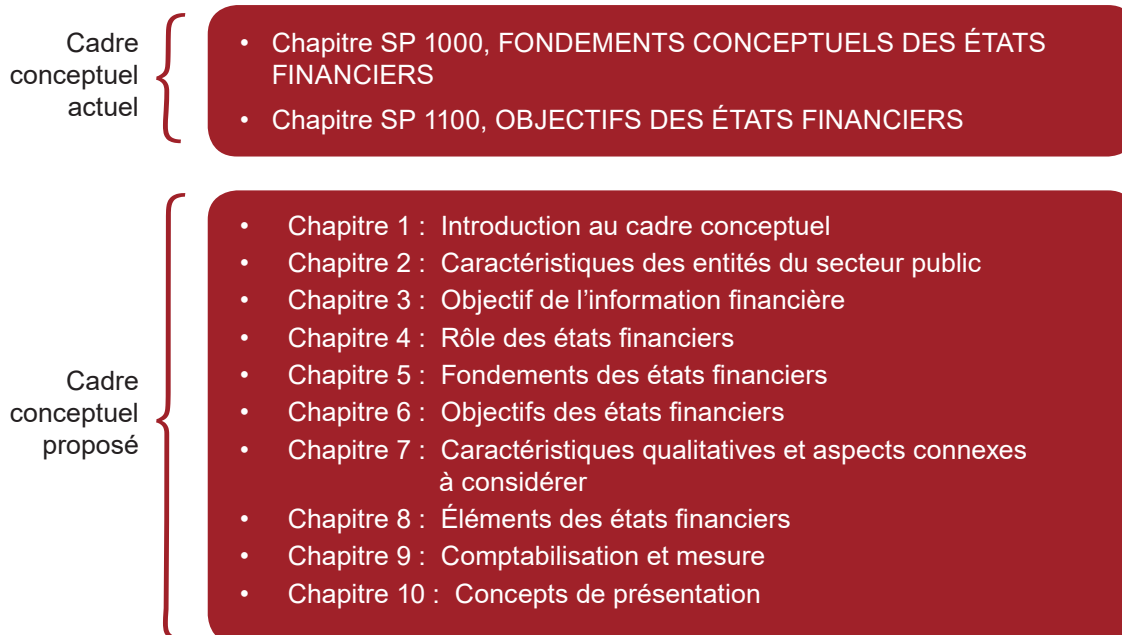 Cadre
conceptuel
actuel
• Chapitre SP 1000, FONDEMENTS CONCEPTUELS DES ÉTATS
FINANCIERS
• Chapitre SP 1100, OBJECTIFS DES ÉTATS FINANCIERS
Cadre
conceptuel
proposé
• Chapitre 1 : Introduction au cadre conceptuel
• Chapitre 2 : Caractéristiques des entités du secteur public
• Chapitre 3 : Objectif de l’information financière
• Chapitre 4 : Rôle des états financiers
• Chapitre 5 : Fondements des états financiers
• Chapitre 6 : Objectifs des états financiers
• Chapitre 7 : Caractéristiques qualitatives et aspects connexes
à considérer
• Chapitre 8 : Éléments des états financiers
• Chapitre 9 : Comptabilisation et mesure
• Chapitre 10 : Concepts de présentation